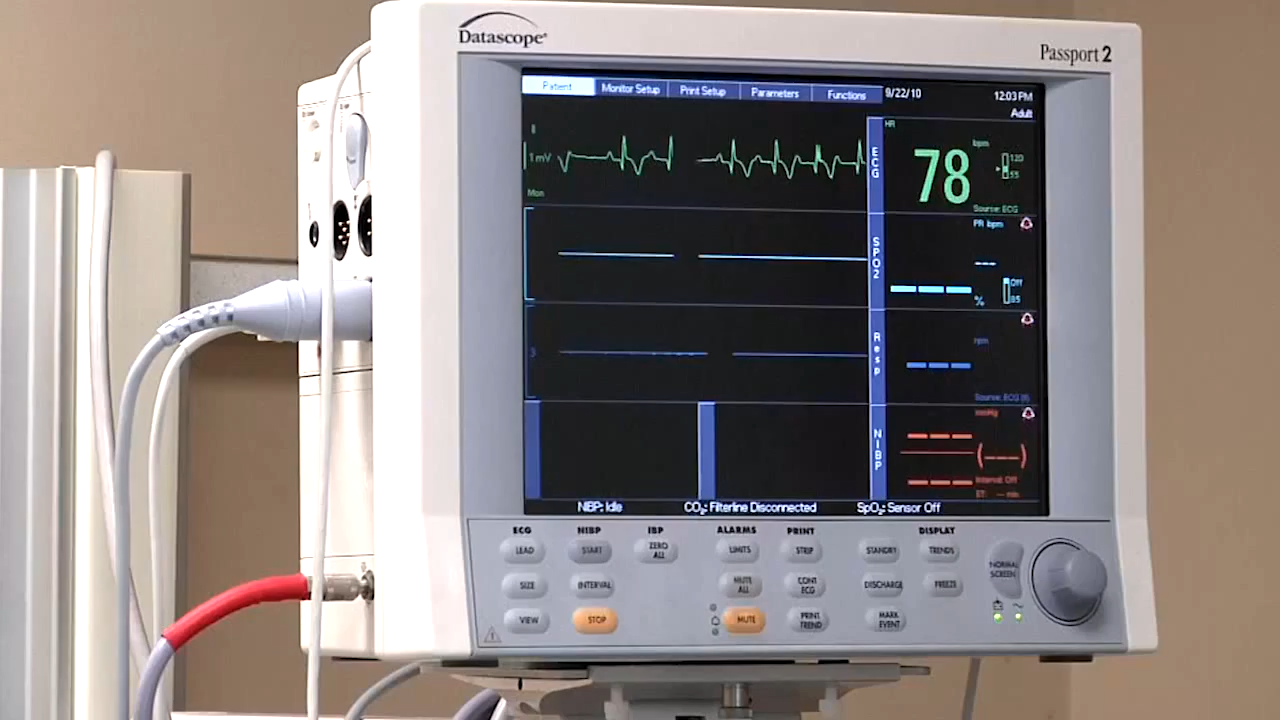 Datascope®
Passport 2
Patient Monitor Setup Print Setup Parameters Functions 9/22/10 12:03 PM
Adult
II
1 mV
Mon
ECG
HR
bpm
78
120
55
Source: ECG
SPO2
PR bpm
---
--- %
Off
85
3
Resp
rpm
---
Source: ECG (II)
NIBP
mmHg
---
(---)
---
Interval: Off
ET: -- min
NIBP: Idle CO₂: Filterline Disconnected SpO₂: Sensor Off
ECG NIBP IBP ALARMS PRINT DISPLAY
LEAD START ZERO ALL LIMITS STRIP STANDBY TRENDS
SIZE INTERVAL MUTE ALL CONT ECG DISCHARGE FREEZE
VIEW STOP MUTE PRINT TREND MARK EVENT
NORMAL SCREEN